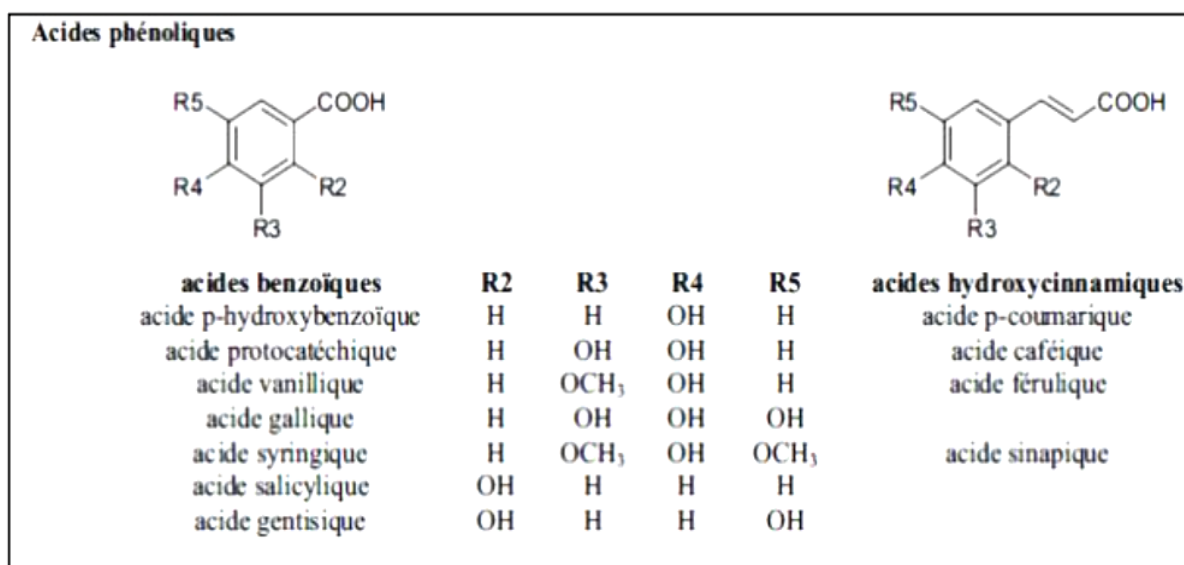 Acides phénoliques
R5 COOH R5 COOH
R4 R2 R4 R2
R3 R3
acides benzoïques R2 R3 R4 R5 acides hydroxycinnamiques
acide p-hydroxybenzoïque H H OH H acide p-coumarique
acide protocatéchique H OH OH H acide caféique
acide vanillique H OCH₃ OH H acide férulique
acide gallique H OH OH OH
acide syringique H OCH₃ OH OCH₃ acide sinapique
acide salicylique OH H H H
acide gentisique OH H H OH